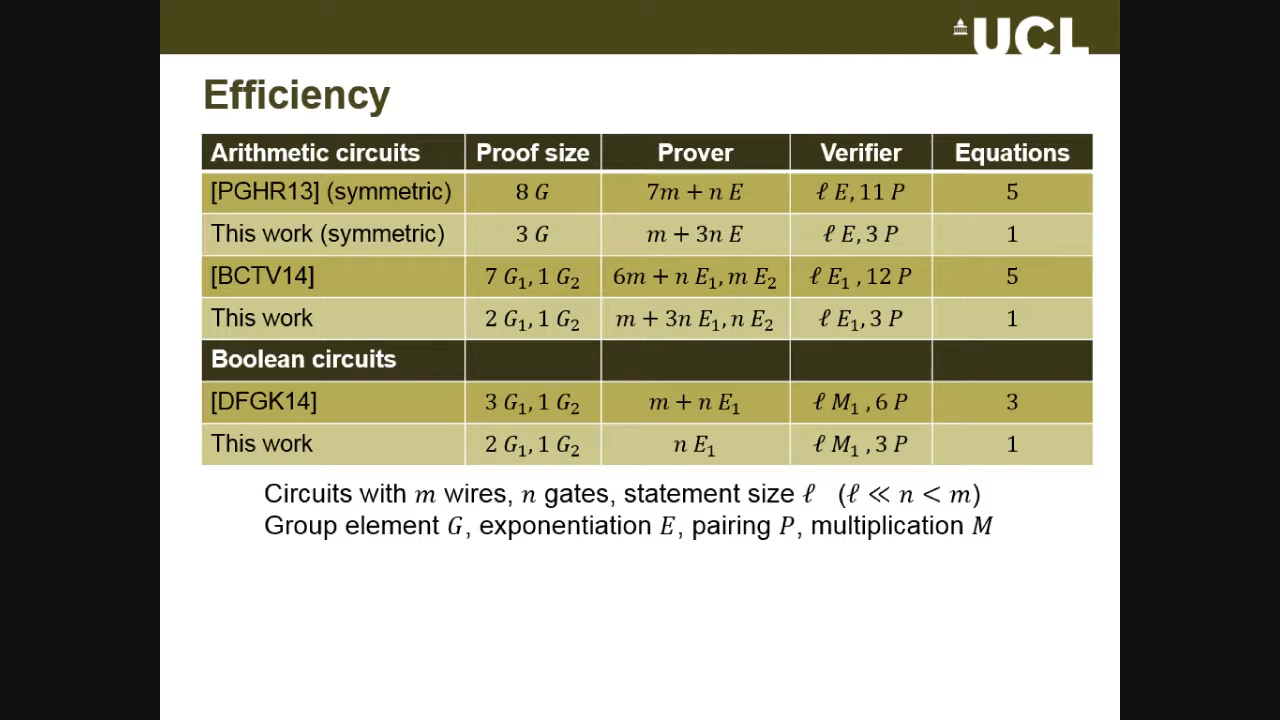 UCL
Efficiency
Arithmetic circuits Proof size Prover Verifier Equations
[PGHR13] (symmetric) 8 G 7m + n E ℓ E, 11 P 5
This work (symmetric) 3 G m + 3n E ℓ E, 3 P 1
[BCTV14] 7 G₁, 1 G₂ 6m + n E₁, m E₂ ℓ E₁ , 12 P 5
This work 2 G₁, 1 G₂ m + 3n E₁, n E₂ ℓ E₁, 3 P 1
Boolean circuits
[DFGK14] 3 G₁, 1 G₂ m + n E₁ ℓ M₁ , 6 P 3
This work 2 G₁, 1 G₂ n E₁ ℓ M₁ , 3 P 1
Circuits with m wires, n gates, statement size ℓ (ℓ ≪ n < m)
Group element G, exponentiation E, pairing P, multiplication M